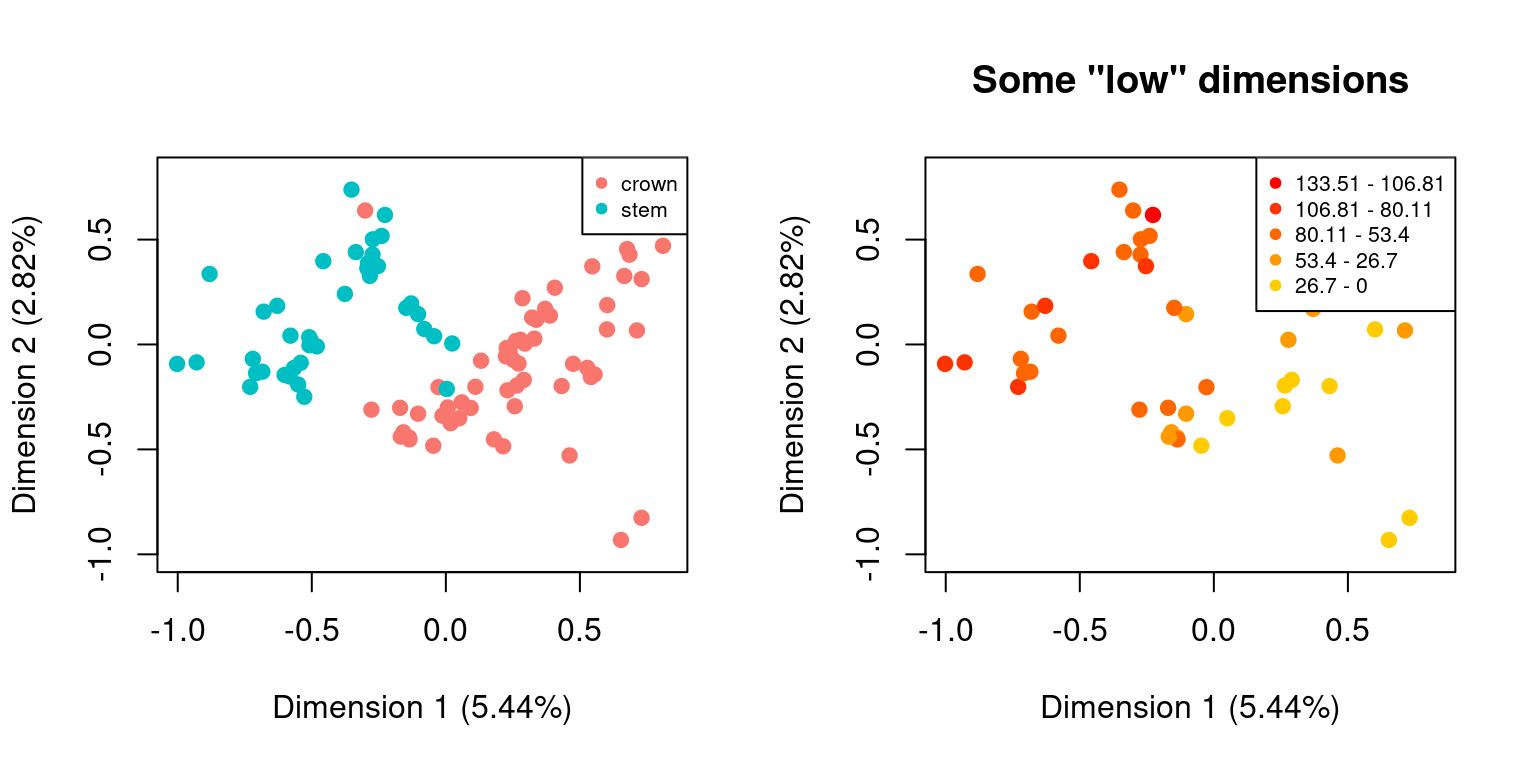 Some "low" dimensions
Dimension 2 (2.82%)
0.5
0.0
-0.5
-1.0
crown
stem
-1.0 -0.5 0.0 0.5
Dimension 1 (5.44%)
Dimension 2 (2.82%)
0.5
0.0
-0.5
-1.0
133.51 - 106.81
106.81 - 80.11
80.11 - 53.4
53.4 - 26.7
26.7 - 0
-1.0 -0.5 0.0 0.5
Dimension 1 (5.44%)